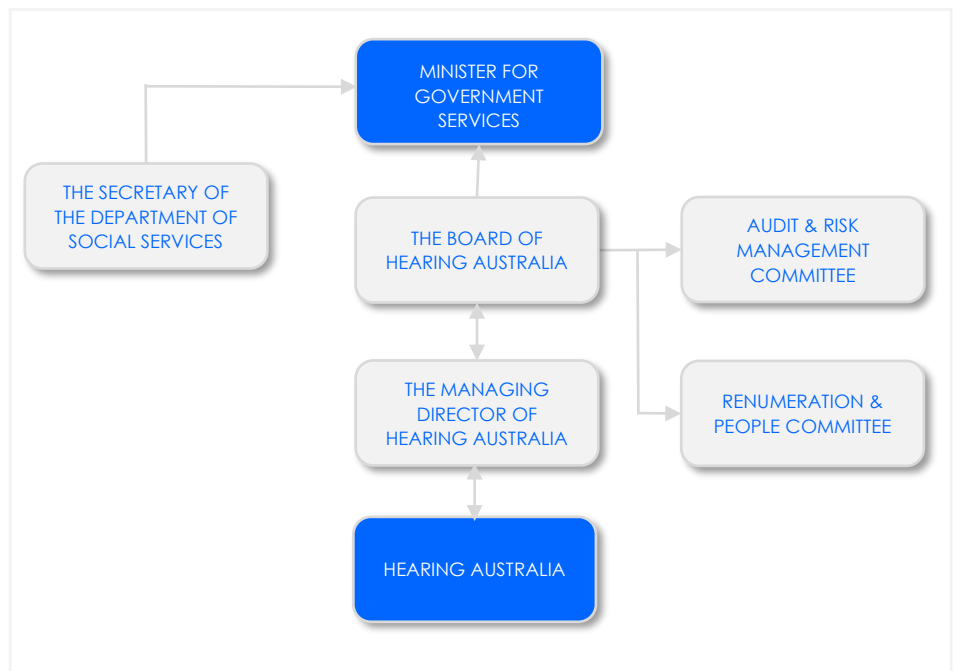 MINISTER FOR
GOVERNMENT
SERVICES
THE SECRETARY OF
THE DEPARTMENT OF
SOCIAL SERVICES
THE BOARD OF
HEARING AUSTRALIA
AUDIT & RISK
MANAGEMENT
COMMITTEE
THE MANAGING
DIRECTOR OF
HEARING AUSTRALIA
RENUMERATION &
PEOPLE COMMITTEE
HEARING AUSTRALIA